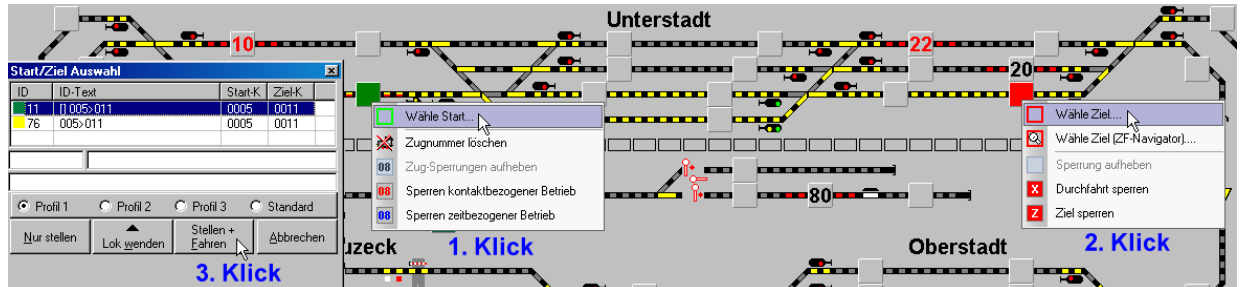 Unterstadt
10
22
20
Start/Ziel Auswahl
ID ID-Text Start-K Ziel-K
11 [] 005>011 0005 0011
76 005>011 0005 0011
Profil 1 Profil 2 Profil 3 Standard
Nur stellen
Lok wenden
Stellen +
Fahren
Abbrechen
3. Klick
Wähle Start...
Zugnummer löschen
08 Zug-Sperrungen aufheben
08 Sperren kontaktbezogener Betrieb
08 Sperren zeitbezogener Betrieb
1. Klick
uzeck
80
Wähle Ziel....
Wähle Ziel (ZF-Navigator)....
Sperrung aufheben
X Durchfahrt sperren
Z Ziel sperren
2. Klick
Oberstadt